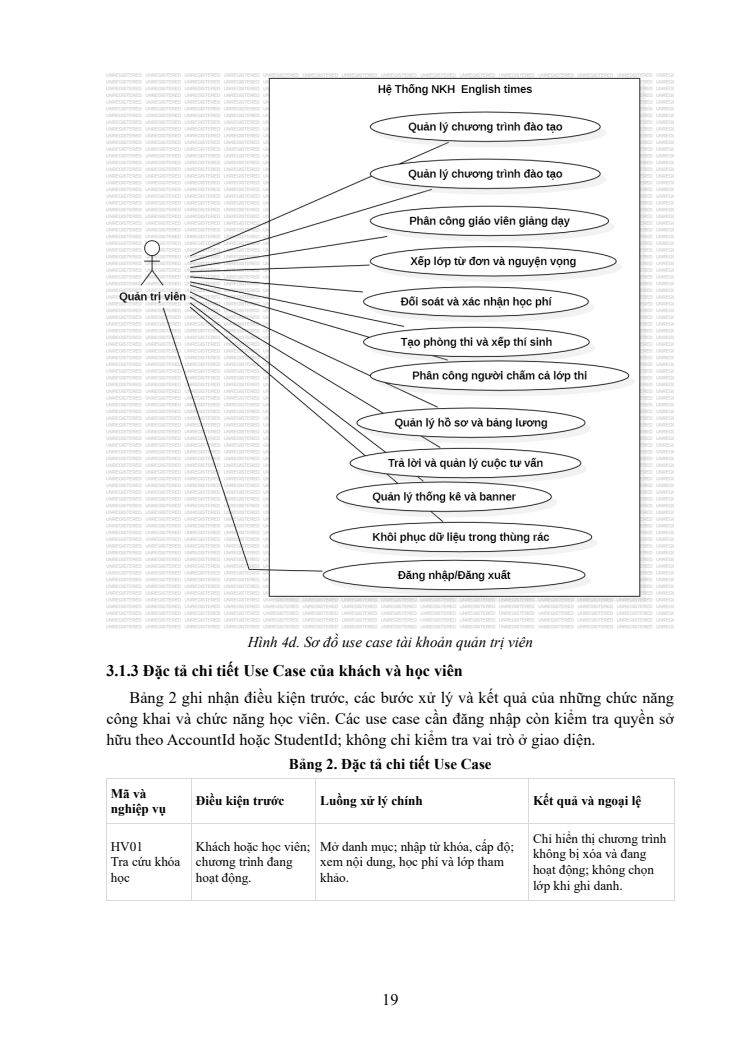 Hệ Thống NKH English times
Quản lý chương trình đào tạo
Quản lý chương trình đào tạo
Phân công giáo viên giảng dạy
Xếp lớp từ đơn và nguyện vọng
Quản trị viên
Đối soát và xác nhận học phí
Tạo phòng thi và xếp thí sinh
Phân công người chấm cả lớp thi
Quản lý hồ sơ và bảng lương
Trả lời và quản lý cuộc tư vấn
Quản lý thống kê và banner
Khôi phục dữ liệu trong thùng rác
Đăng nhập/Đăng xuất
Hình 4d. Sơ đồ use case tài khoản quản trị viên
3.1.3 Đặc tả chi tiết Use Case của khách và học viên
Bảng 2 ghi nhận điều kiện trước, các bước xử lý và kết quả của những chức năng
công khai và chức năng học viên. Các use case cần đăng nhập còn kiểm tra quyền sở
hữu theo AccountId hoặc StudentId; không chỉ kiểm tra vai trò ở giao diện.
Bảng 2. Đặc tả chi tiết Use Case
Mã và
nghiệp vụ
Điều kiện trước
Luồng xử lý chính
Kết quả và ngoại lệ
HV01
Tra cứu khóa
học
Khách hoặc học viên;
chương trình đang
hoạt động.
Mở danh mục; nhập từ khóa, cấp độ;
xem nội dung, học phí và lớp tham
khảo.
Chỉ hiển thị chương trình
không bị xóa và đang
hoạt động; không chọn
lớp khi ghi danh.
19